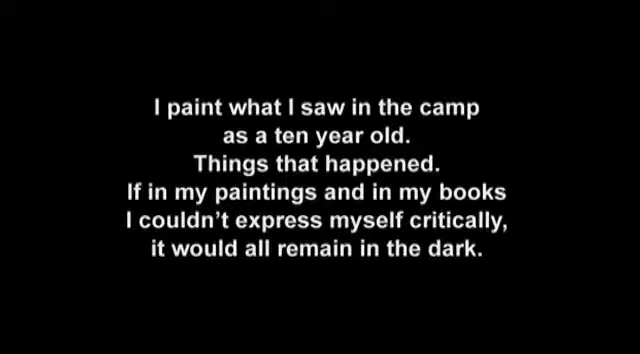 I paint what I saw in the camp
as a ten year old.
Things that happened.
If in my paintings and in my books
I couldn't express myself critically,
it would all remain in the dark.